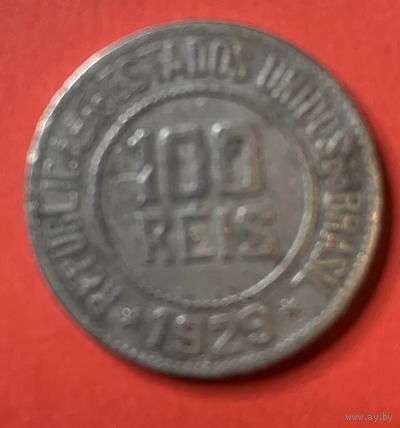 REPUBLICA DOS ESTADOS UNIDOS DO BRASIL
100
REIS
1923
www.ay.by